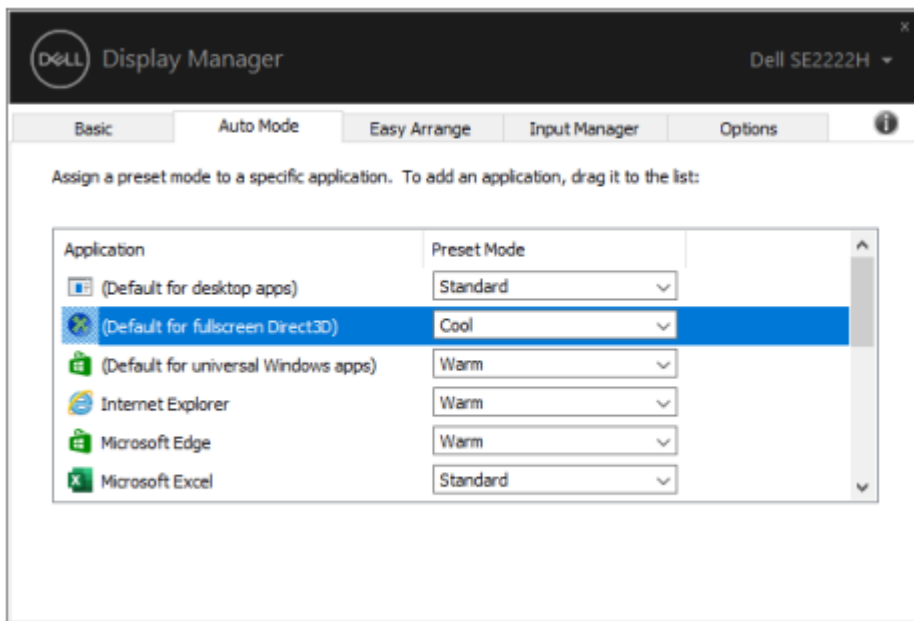 DELL Display Manager
Dell SE2222H
Basic Auto Mode Easy Arrange Input Manager Options
Assign a preset mode to a specific application. To add an application, drag it to the list:
Application Preset Mode
(Default for desktop apps) Standard
(Default for fullscreen Direct3D) Cool
(Default for universal Windows apps) Warm
Internet Explorer Warm
Microsoft Edge Warm
Microsoft Excel Standard